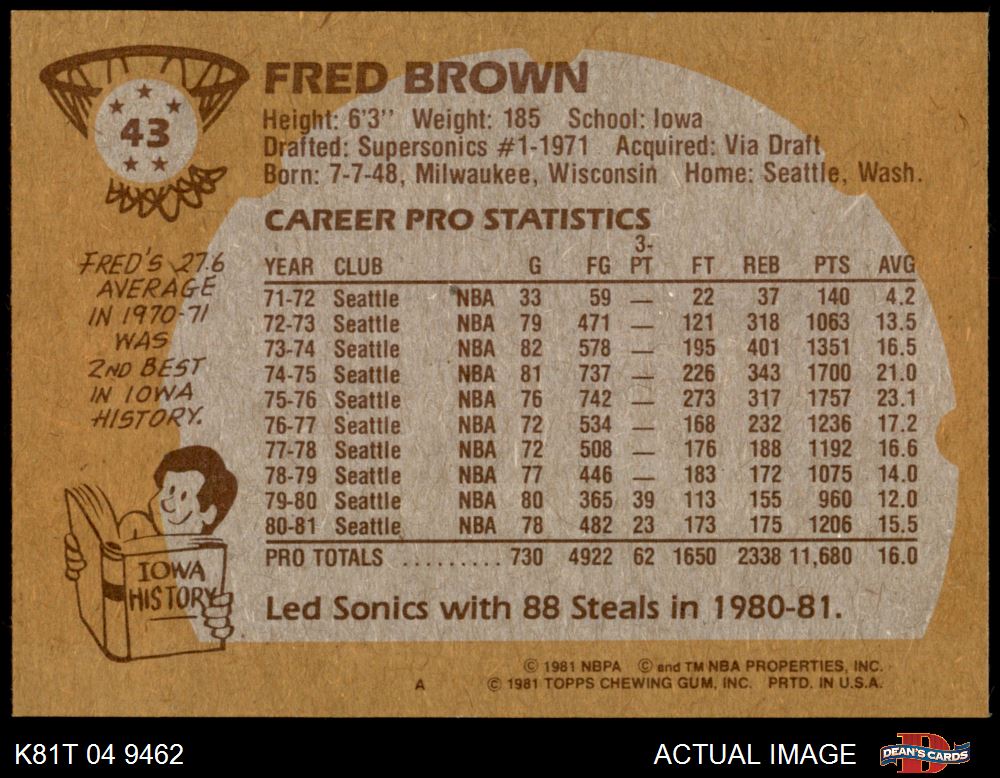 43
FRED BROWN
Height: 6'3" Weight: 185 School: Iowa
Drafted: Supersonics #1-1971 Acquired: Via Draft
Born: 7-7-48, Milwaukee, Wisconsin Home: Seattle, Wash.
CAREER PRO STATISTICS
YEAR CLUB G FG 3-PT FT REB PTS AVG
71-72 Seattle NBA 33 59 — 22 37 140 4.2
72-73 Seattle NBA 79 471 — 121 318 1063 13.5
73-74 Seattle NBA 82 578 — 195 401 1351 16.5
74-75 Seattle NBA 81 737 — 226 343 1700 21.0
75-76 Seattle NBA 76 742 — 273 317 1757 23.1
76-77 Seattle NBA 72 534 — 168 232 1236 17.2
77-78 Seattle NBA 72 508 — 176 188 1192 16.6
78-79 Seattle NBA 77 446 — 183 172 1075 14.0
79-80 Seattle NBA 80 365 39 113 155 960 12.0
80-81 Seattle NBA 78 482 23 173 175 1206 15.5
PRO TOTALS ......... 730 4922 62 1650 2338 11,680 16.0
Led Sonics with 88 Steals in 1980-81.
FRED'S 27.6
AVERAGE
IN 1970-71
WAS
2ND BEST
IN IOWA
HISTORY.
IOWA
HISTORY
© 1981 NBPA © and TM NBA PROPERTIES, INC.
A © 1981 TOPPS CHEWING GUM, INC. PRTD. IN U.S.A.
K81T 04 9462
ACTUAL IMAGE
D
DEAN'S CARDS